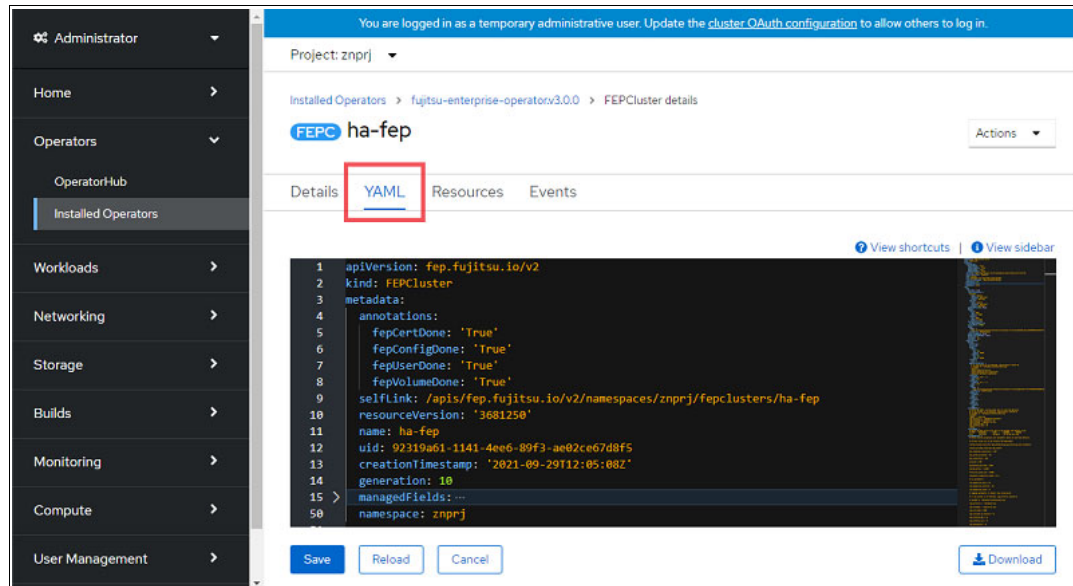 You are logged in as a temporary administrative user. Update the cluster OAuth configuration to allow others to log in.
Administrator
Home
Operators
OperatorHub
Installed Operators
Workloads
Networking
Storage
Builds
Monitoring
Compute
User Management
Project: znprj
Installed Operators > fujitsu-enterprise-operator.v3.0.0 > FEPCluster details
FEPC ha-fep
Actions
Details YAML Resources Events
View shortcuts | View sidebar
1 apiVersion: fep.fujitsu.io/v2
2 kind: FEPCluster
3 metadata:
4 annotations:
5 fepCertDone: 'True'
6 fepConfigDone: 'True'
7 fepUserDone: 'True'
8 fepVolumeDone: 'True'
9 selfLink: /apis/fep.fujitsu.io/v2/namespaces/znprj/fepclusters/ha-fep
10 resourceVersion: '3681250'
11 name: ha-fep
12 uid: 92319a61-1141-4ee6-89f3-ae02ce67d8f5
13 creationTimestamp: '2021-09-29T12:05:08Z'
14 generation: 10
15 > managedFields: ···
50 namespace: znprj
Save Reload Cancel Download